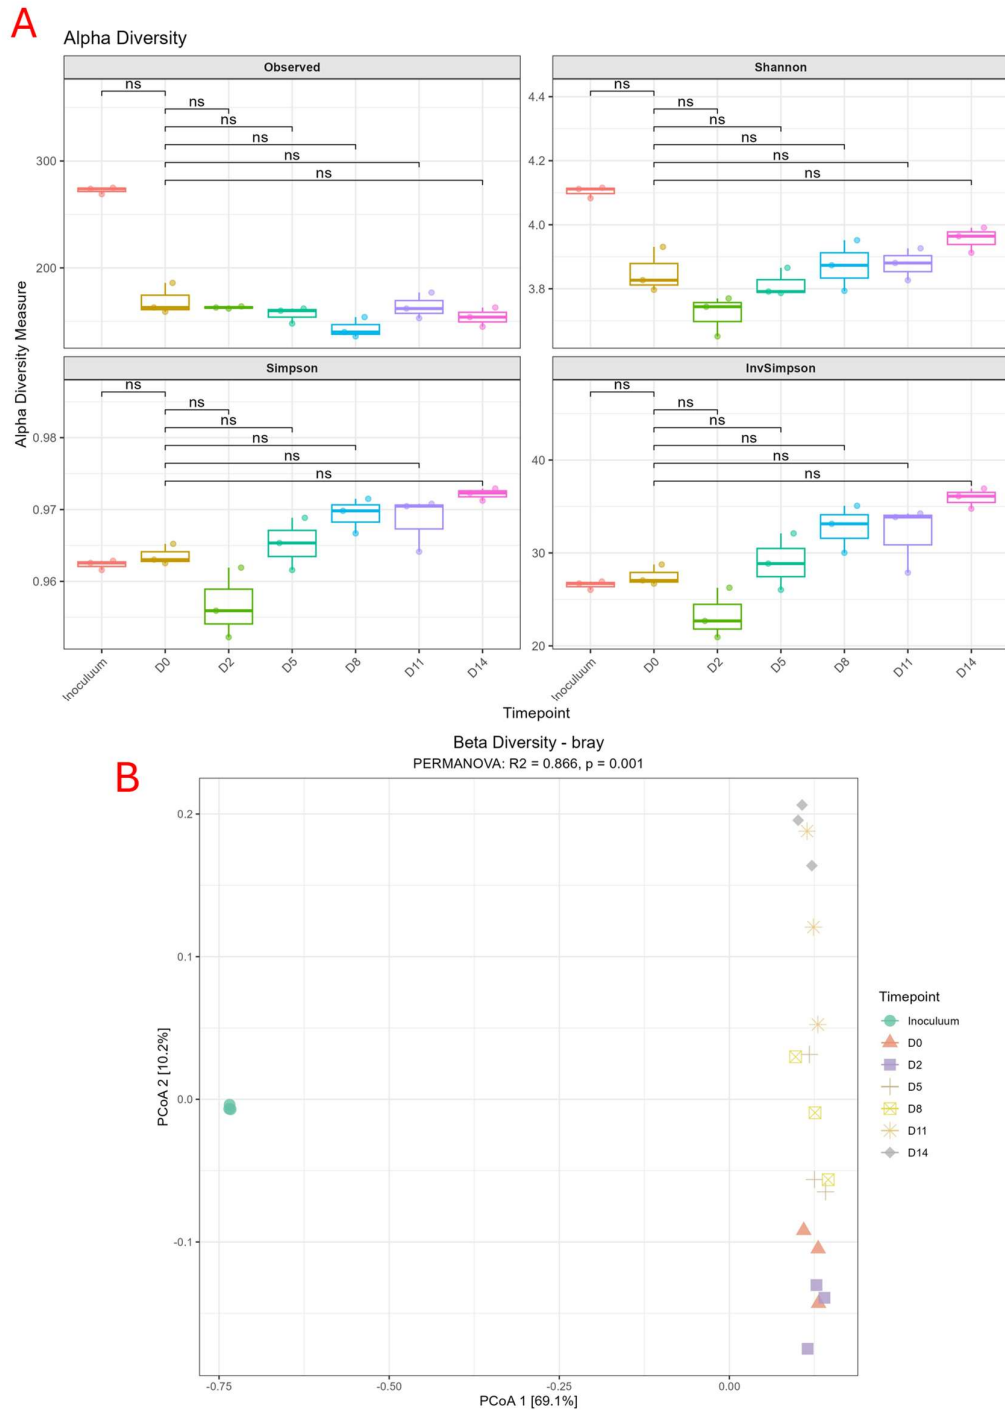 A
Alpha Diversity
Observed
Shannon
ns
ns
ns
ns
ns
ns
ns
ns
ns
ns
ns
ns
300
200
4.4
4.2
4.0
3.8
Alpha Diversity Measure
Simpson
InvSimpson
ns
ns
ns
ns
ns
ns
ns
ns
ns
ns
ns
ns
0.98
0.97
0.96
40
30
20
Inoculuum
D0
D2
D5
D8
D11
D14
Inoculuum
D0
D2
D5
D8
D11
D14
Timepoint
B
Beta Diversity - bray
PERMANOVA: R2 = 0.866, p = 0.001
0.2
0.1
0.0
-0.1
PCoA 2 [10.2%]
-0.75
-0.50
-0.25
0.00
PCoA 1 [69.1%]
Timepoint
Inoculuum
D0
D2
D5
D8
D11
D14